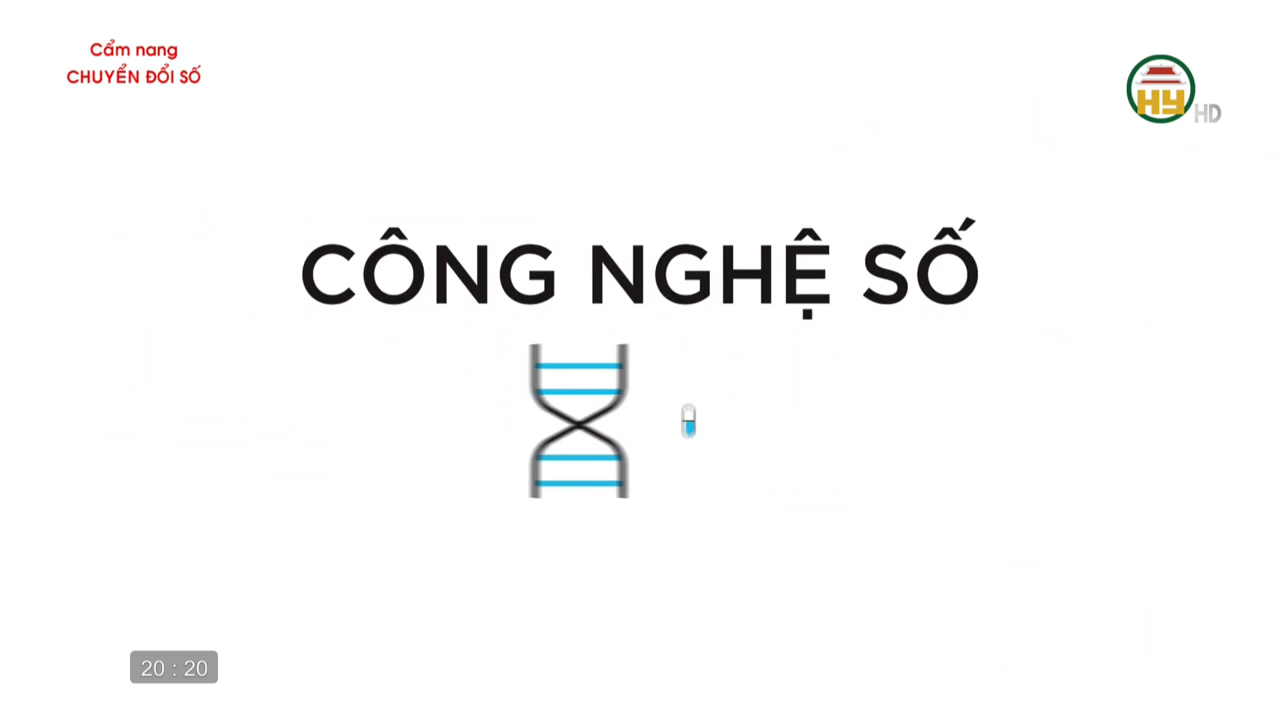 Cẩm nang
CHUYỂN ĐỔI SỐ
HY HD
CÔNG NGHỆ SỐ
20 : 20